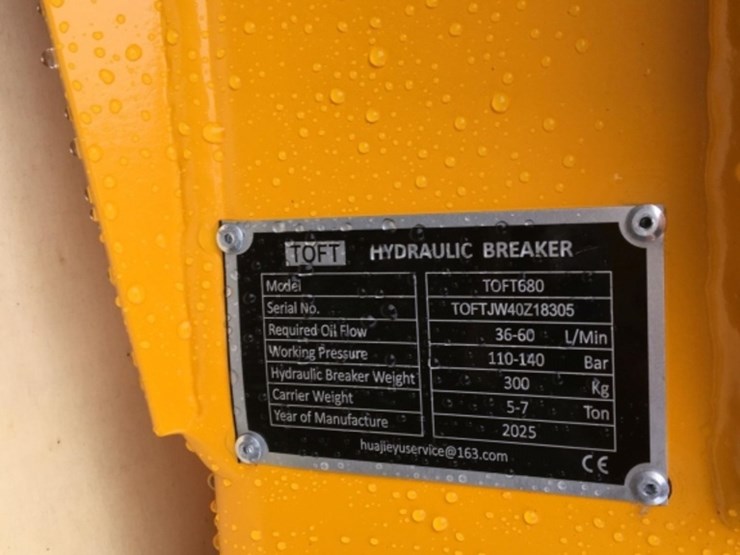 TOFT HYDRAULIC BREAKER
Model TOFT680
Serial No. TOFTJW40Z18305
Required Oil Flow 36-60 L/Min
Working Pressure 110-140 Bar
Hydraulic Breaker Weight 300 Kg
Carrier Weight 5-7 Ton
Year of Manufacture 2025
huajieyuservice@163.com CE